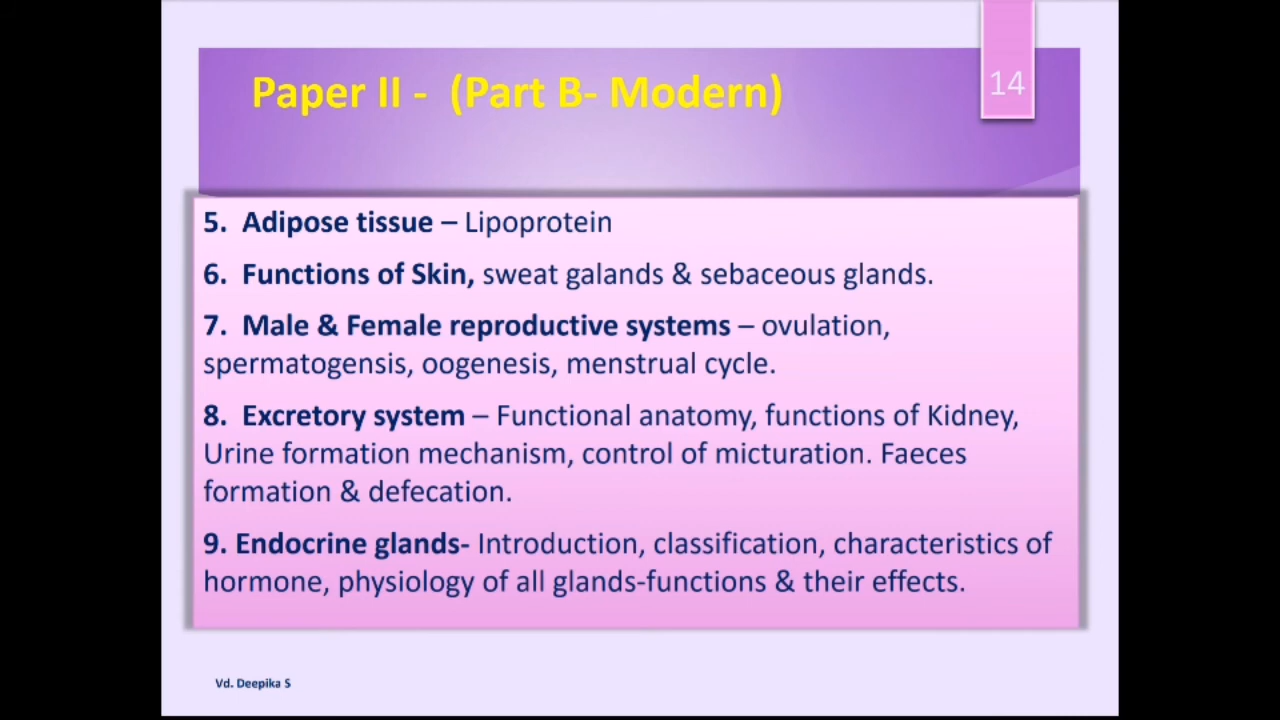 Paper II - (Part B- Modern)
14
5. Adipose tissue – Lipoprotein
6. Functions of Skin, sweat galands & sebaceous glands.
7. Male & Female reproductive systems – ovulation,
spermatogensis, oogenesis, menstrual cycle.
8. Excretory system – Functional anatomy, functions of Kidney,
Urine formation mechanism, control of micturation. Faeces
formation & defecation.
9. Endocrine glands- Introduction, classification, characteristics of
hormone, physiology of all glands-functions & their effects.
Vd. Deepika S